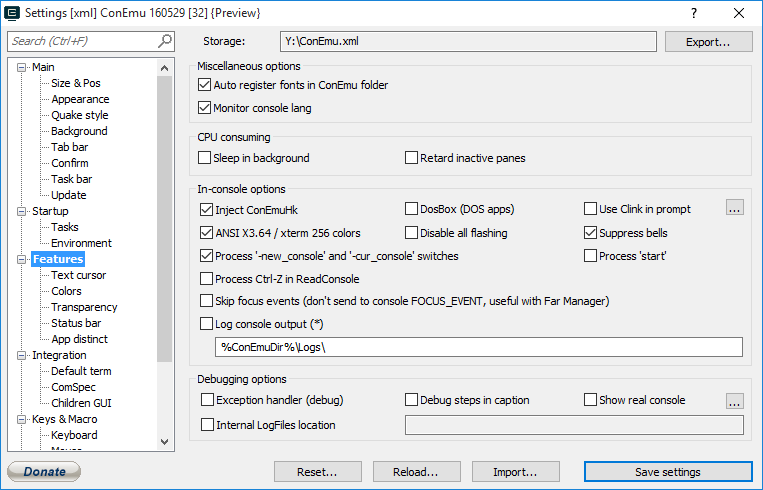 Settings [xml] ConEmu 160529 [32] {Preview}
?
Search (Ctrl+F)
Storage:
Y:\ConEmu.xml
Export...
Main
Size & Pos
Appearance
Quake style
Background
Tab bar
Confirm
Task bar
Update
Startup
Tasks
Environment
Features
Text cursor
Colors
Transparency
Status bar
App distinct
Integration
Default term
ComSpec
Children GUI
Keys & Macro
Keyboard
Miscellaneous options
Auto register fonts in ConEmu folder
Monitor console lang
CPU consuming
Sleep in background
Retard inactive panes
In-console options
Inject ConEmuHk
DosBox (DOS apps)
Use Clink in prompt
...
ANSI X3.64 / xterm 256 colors
Disable all flashing
Suppress bells
Process '-new_console' and '-cur_console' switches
Process 'start'
Process Ctrl-Z in ReadConsole
Skip focus events (don't send to console FOCUS_EVENT, useful with Far Manager)
Log console output (*)
%ConEmuDir%\Logs\
Debugging options
Exception handler (debug)
Debug steps in caption
Show real console
...
Internal LogFiles location
Donate
Reset...
Reload...
Import...
Save settings